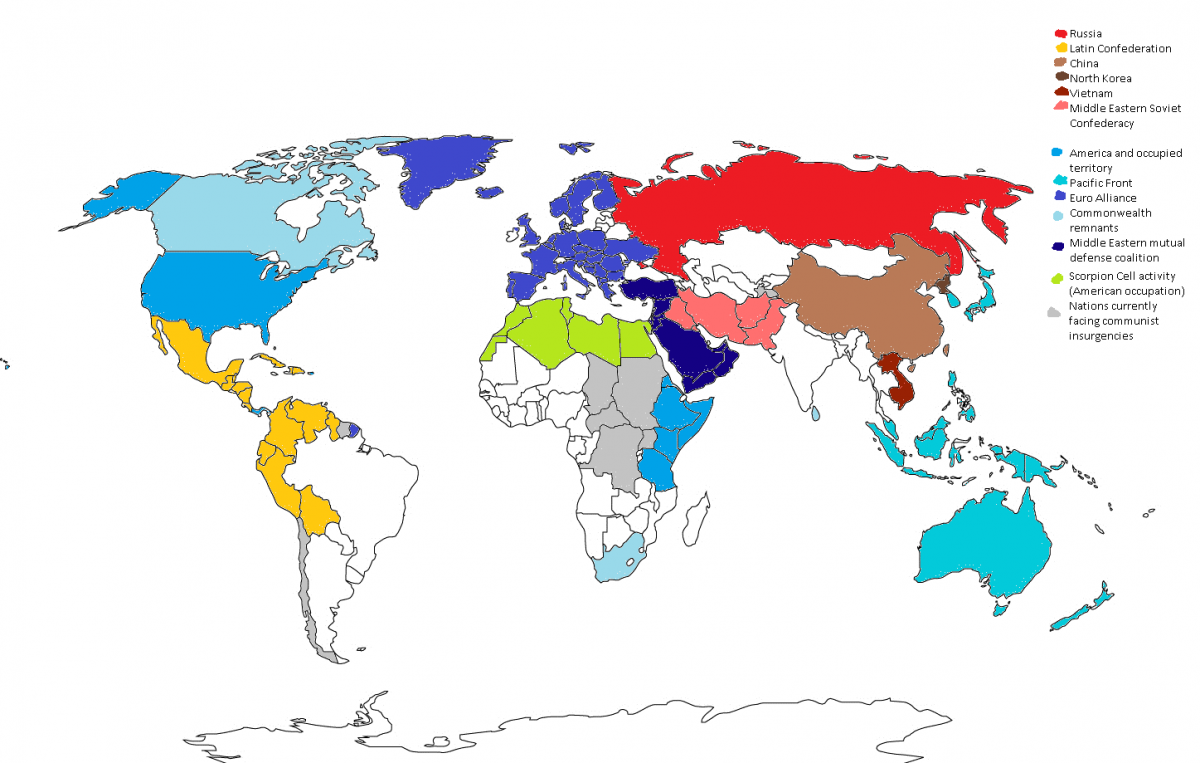 Russia
Latin Confederation
China
North Korea
Vietnam
Middle Eastern Soviet
Confederacy
America and occupied
territory
Pacific Front
Euro Alliance
Commonwealth
remnants
Middle Eastern mutual
defense coalition
Scorpion Cell activity
(American occupation)
Nations currently
facing communist
insurgencies